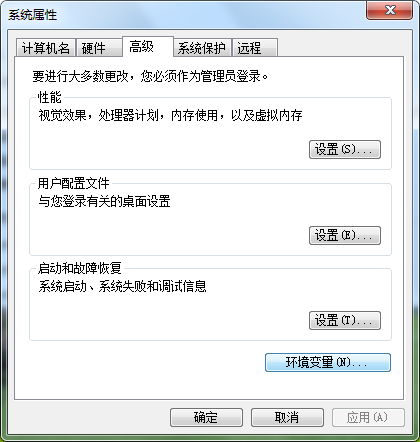 系统属性
计算机名 硬件 高级 系统保护 远程
要进行大多数更改，您必须作为管理员登录。
性能
视觉效果，处理器计划，内存使用，以及虚拟内存
设置(S)...
用户配置文件
与您登录有关的桌面设置
设置(E)...
启动和故障恢复
系统启动、系统失败和调试信息
设置(T)...
环境变量(N)...
确定 取消 应用(A)